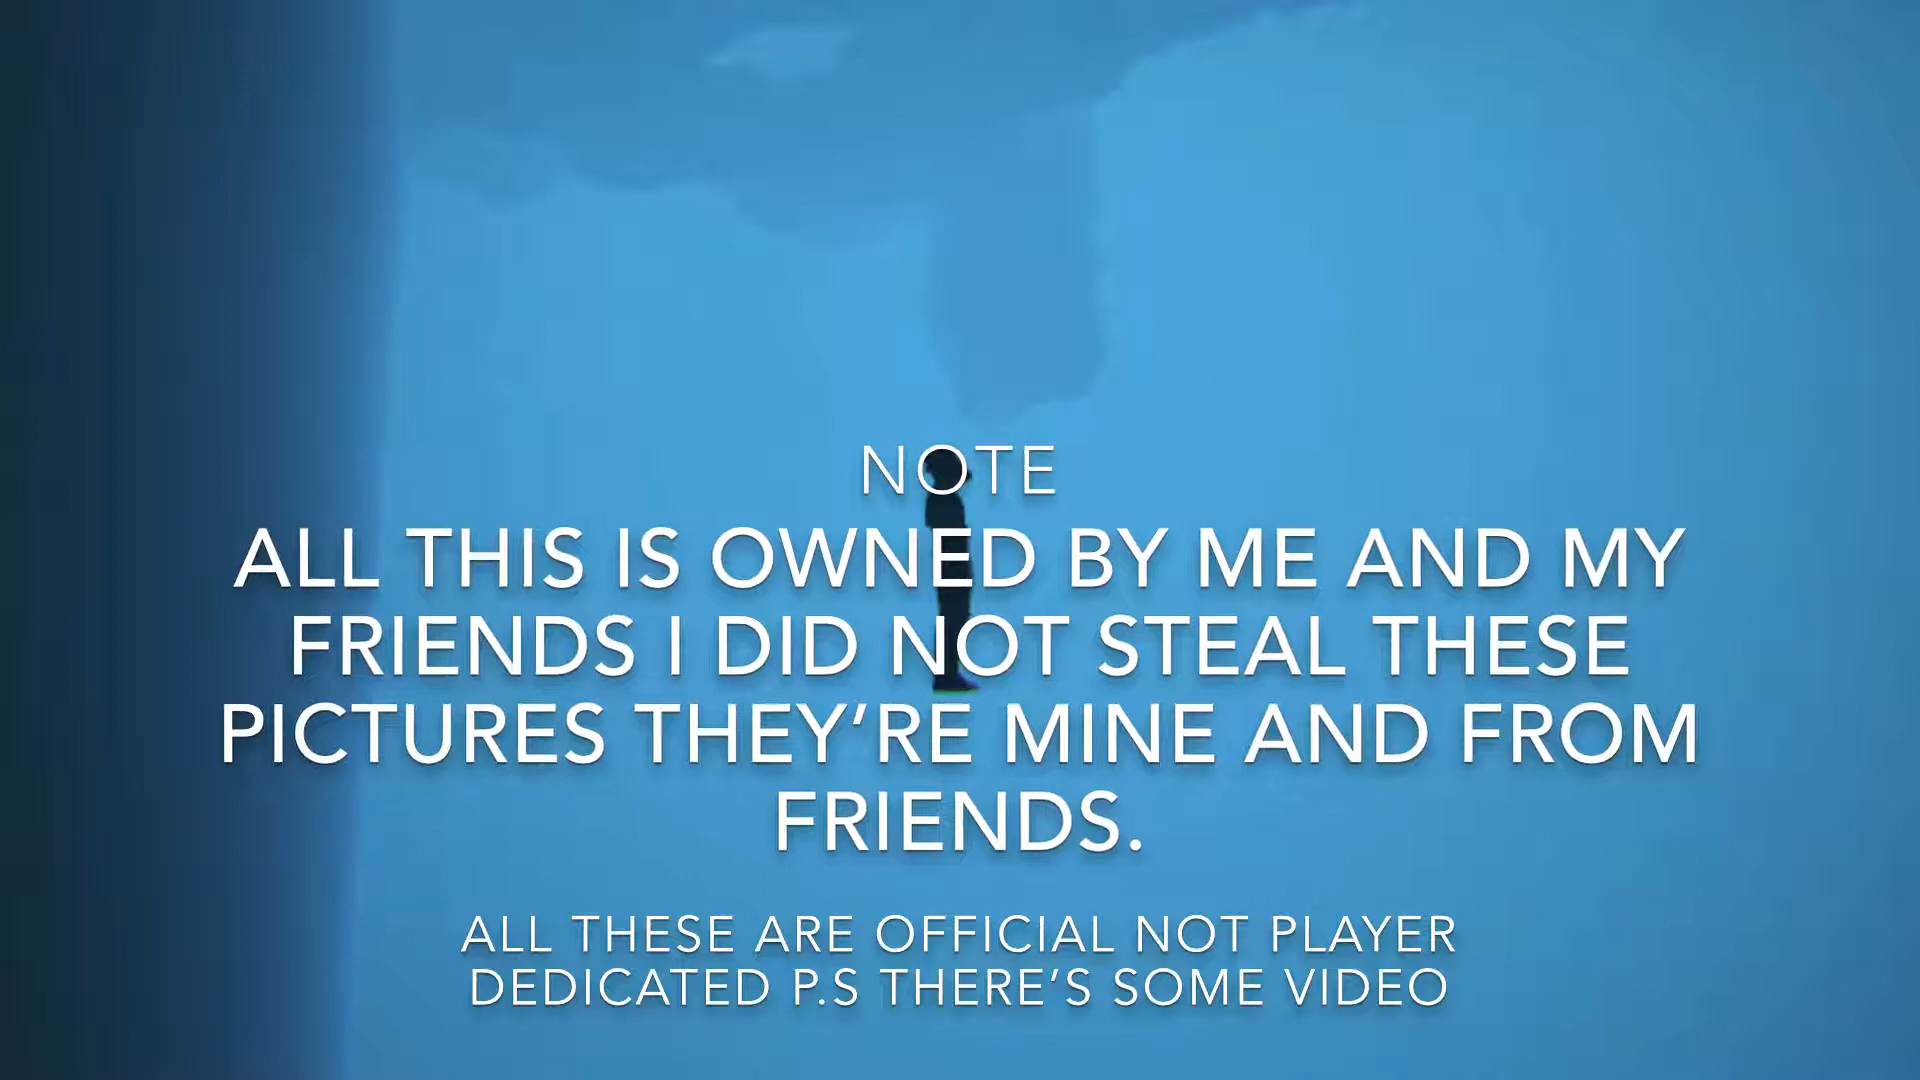 NOTE
ALL THIS IS OWNED BY ME AND MY
FRIENDS I DID NOT STEAL THESE
PICTURES THEY’RE MINE AND FROM
FRIENDS.
ALL THESE ARE OFFICIAL NOT PLAYER
DEDICATED P.S THERE’S SOME VIDEO